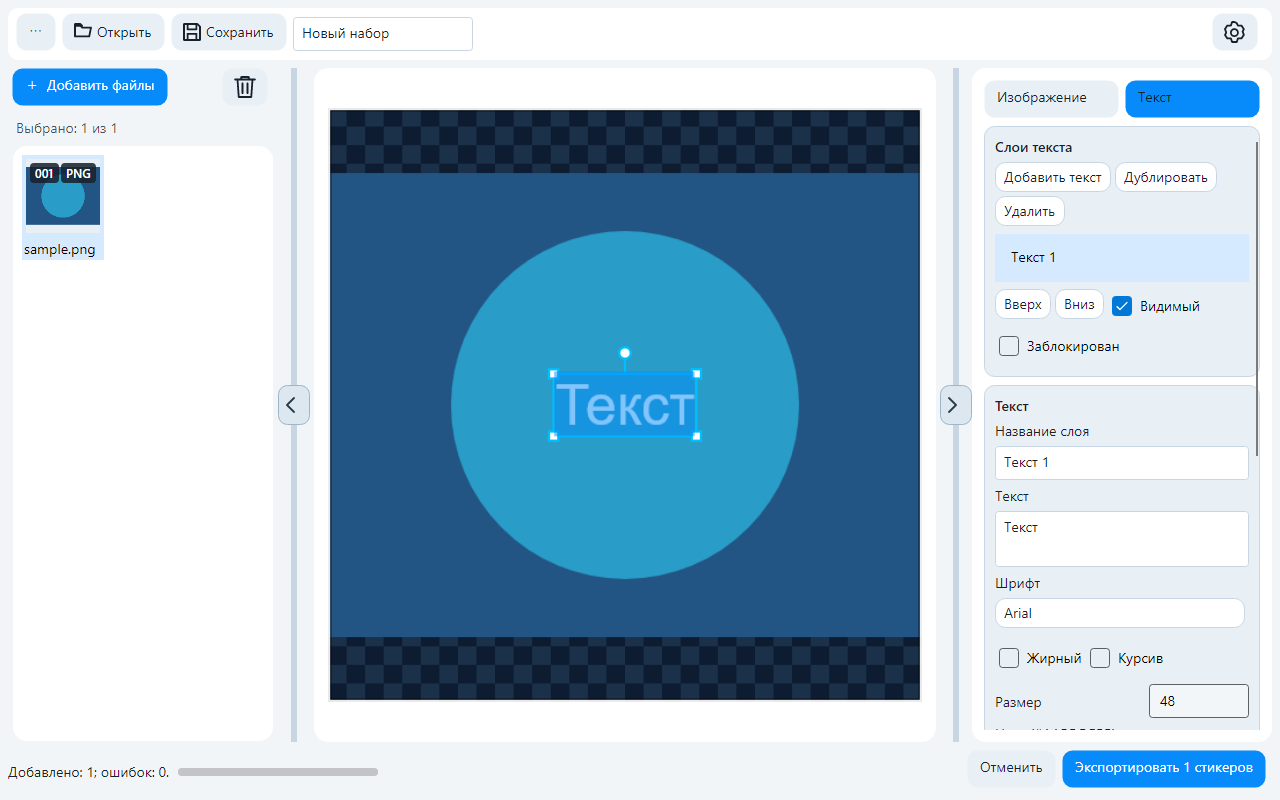 ... Открыть Сохранить Новый набор
+ Добавить файлы
Выбрано: 1 из 1
001 PNG
sample.png
Текст
Изображение Текст
Слои текста
Добавить текст Дублировать
Удалить
Текст 1
Вверх Вниз Видимый
Заблокирован
Текст
Название слоя
Текст 1
Текст
Текст
Шрифт
Arial
Жирный Курсив
Размер 48
Добавлено: 1; ошибок: 0.
Отменить Экспортировать 1 стикеров